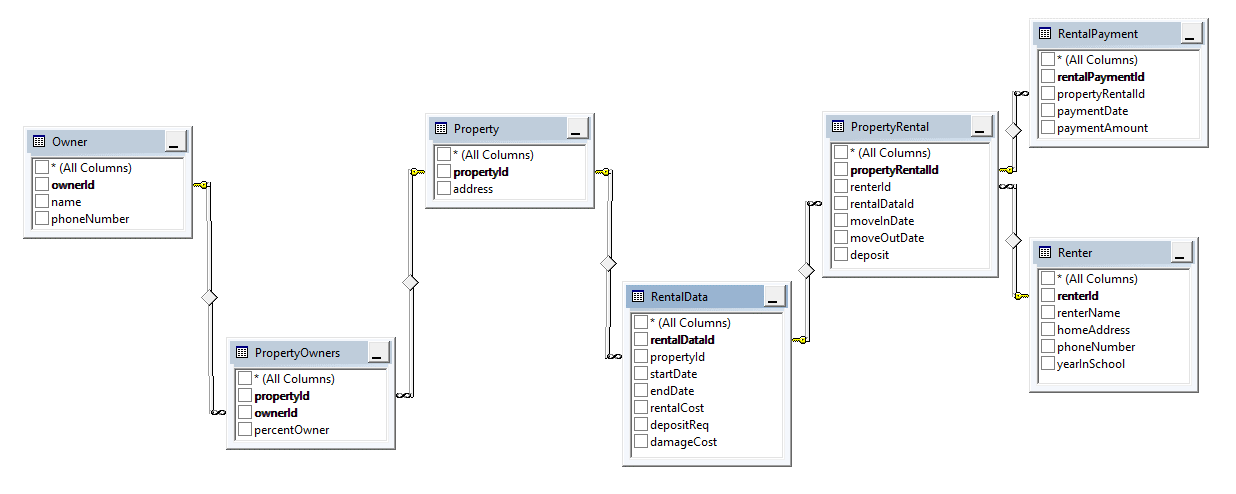 Owner
* (All Columns)
ownerId
name
phoneNumber
PropertyOwners
* (All Columns)
propertyId
ownerId
percentOwner
Property
* (All Columns)
propertyId
address
RentalData
* (All Columns)
rentalDataId
propertyId
startDate
endDate
rentalCost
depositReq
damageCost
PropertyRental
* (All Columns)
propertyRentalId
renterId
rentalDataId
moveInDate
moveOutDate
deposit
RentalPayment
* (All Columns)
rentalPaymentId
propertyRentalId
paymentDate
paymentAmount
Renter
* (All Columns)
renterId
renterName
homeAddress
phoneNumber
yearInSchool